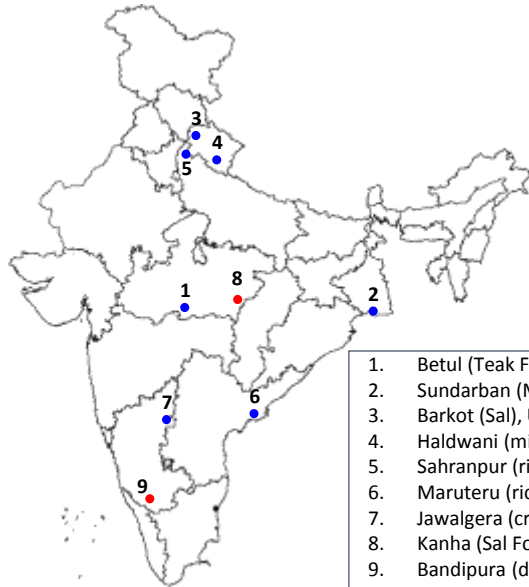 3
4
5
1
8
2
7
6
9
1. Betul (Teak F
2. Sundarban (M
3. Barkot (Sal),
4. Haldwani (mi
5. Sahranpur (ri
6. Maruteru (ric
7. Jawalgera (cr
8. Kanha (Sal Fo
9. Bandipura (d